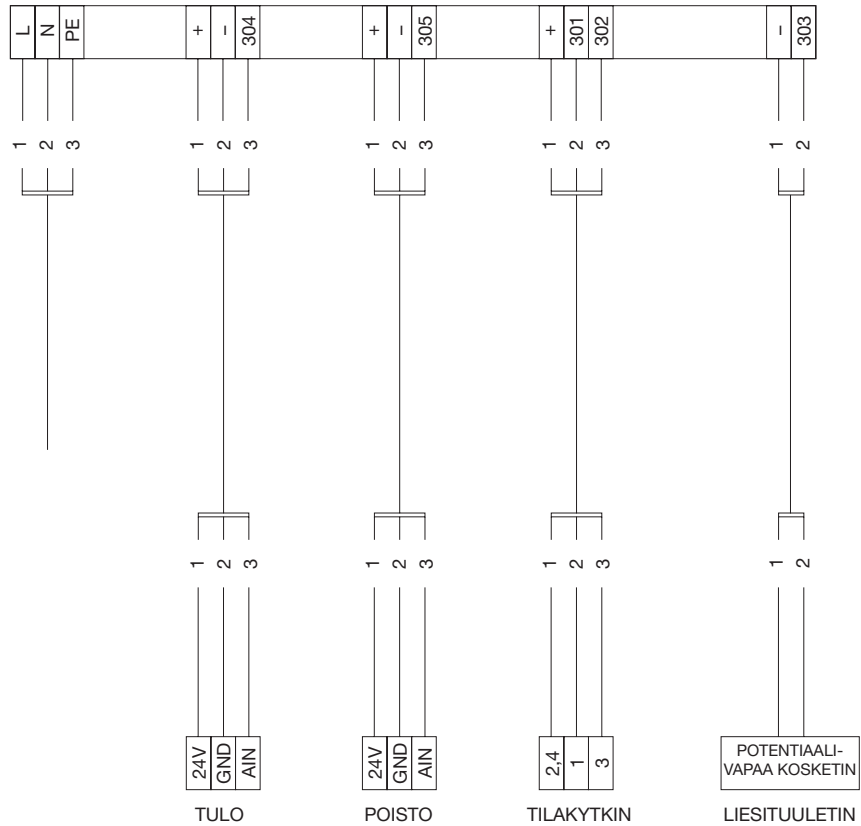 L N PE + – 304 + – 305 + 301 302 – 303
1 2 3 1 2 3 1 2 3 1 2 3 1 2
1 2 3 1 2 3 1 2 3 1 2
24V GND AIN 24V GND AIN 2,4 1 3 POTENTIAALI-
VAPAA KOSKETIN
TULO POISTO TILAKYTKIN LIESITUULETIN